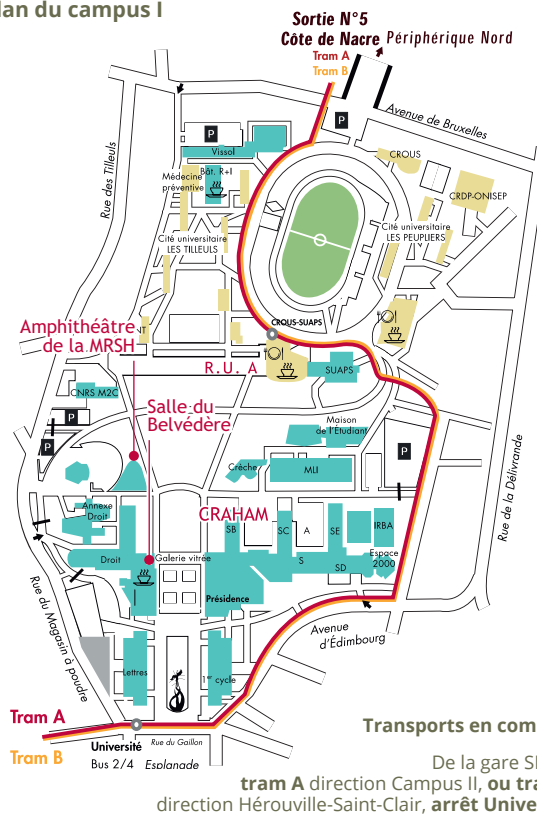 lan du campus I
Sortie N°5
Côte de Nacre Périphérique Nord
Tram A
Tram B
Avenue de Bruxelles
P
P
Vissol
CROUS
Rue des Tilleuls
Médecine
préventive
Bât. R+I
CRDP-ONISEP
Cité universitaire
LES TILLEULS
Cité universitaire
LES PEUPLIERS
CROUS-SUAPS
Amphithéâtre
de la MRSH
NT
R.U. A
SUAPS
CNRS M2C
Salle du
Belvédère
P
P
Maison
de l'Étudiant
P
Crêche
MLI
Rue de la Délivrande
Annexe
Droit
CRAHAM
SB
SC
A
SE
IRBA
Droit
Galerie vitrée
S
SD
Espace
2000
Présidence
Rue du Magasin à poudre
Avenue
d'Édimbourg
Lettres
1er cycle
Tram A
Tram B
Université
Bus 2/4
Rue du Gaillon
Esplanade
Transports en com
De la gare S
tram A direction Campus II, ou tra
direction Hérouville-Saint-Clair, arrêt Unive